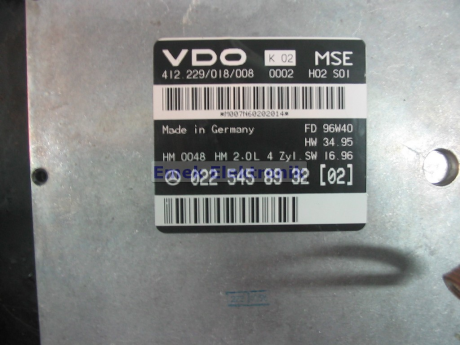 VDO K 02 MSE
412.229/018/008 0002 H02 S01
*M007M60202014*
Made in Germany FD 96W40
HW 34.95
HM 0048 HM 2.0L 4 Zyl. SW 16.96
022 545 89 32 [02]